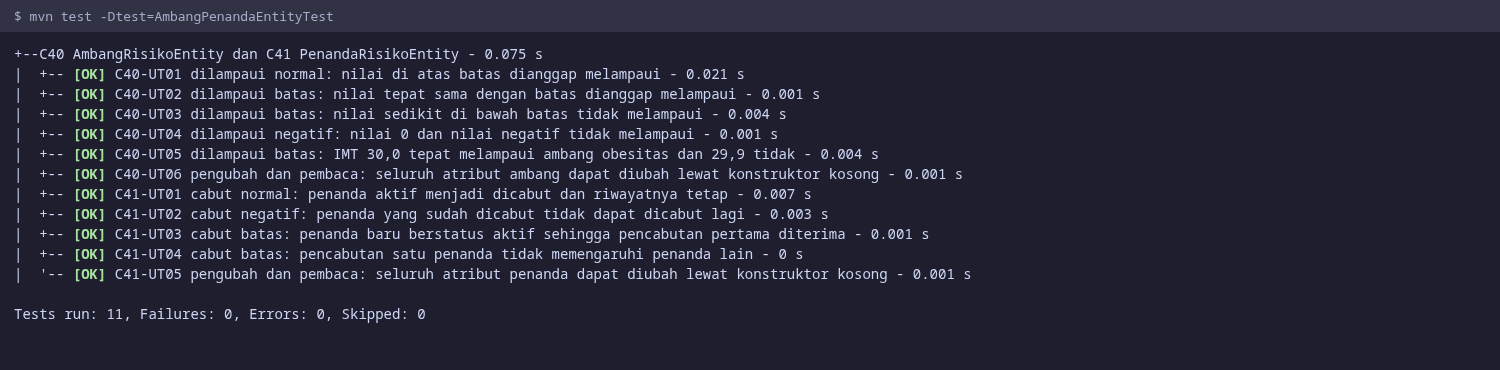 $ mvn test -Dtest=AmbangPenandaEntityTest
+--C40 AmbangRisikoEntity dan C41 PenandaRisikoEntity - 0.075 s
|  +-- [OK] C40-UT01 dilampaui normal: nilai di atas batas dianggap melampaui - 0.021 s
|  +-- [OK] C40-UT02 dilampaui batas: nilai tepat sama dengan batas dianggap melampaui - 0.001 s
|  +-- [OK] C40-UT03 dilampaui batas: nilai sedikit di bawah batas tidak melampaui - 0.004 s
|  +-- [OK] C40-UT04 dilampaui negatif: nilai 0 dan nilai negatif tidak melampaui - 0.001 s
|  +-- [OK] C40-UT05 dilampaui batas: IMT 30,0 tepat melampaui ambang obesitas dan 29,9 tidak - 0.004 s
|  +-- [OK] C40-UT06 pengubah dan pembaca: seluruh atribut ambang dapat diubah lewat konstruktor kosong - 0.001 s
|  +-- [OK] C41-UT01 cabut normal: penanda aktif menjadi dicabut dan riwayatnya tetap - 0.007 s
|  +-- [OK] C41-UT02 cabut negatif: penanda yang sudah dicabut tidak dapat dicabut lagi - 0.003 s
|  +-- [OK] C41-UT03 cabut batas: penanda baru berstatus aktif sehingga pencabutan pertama diterima - 0.001 s
|  +-- [OK] C41-UT04 cabut batas: pencabutan satu penanda tidak memengaruhi penanda lain - 0 s
|  '-- [OK] C41-UT05 pengubah dan pembaca: seluruh atribut penanda dapat diubah lewat konstruktor kosong - 0.001 s
Tests run: 11, Failures: 0, Errors: 0, Skipped: 0